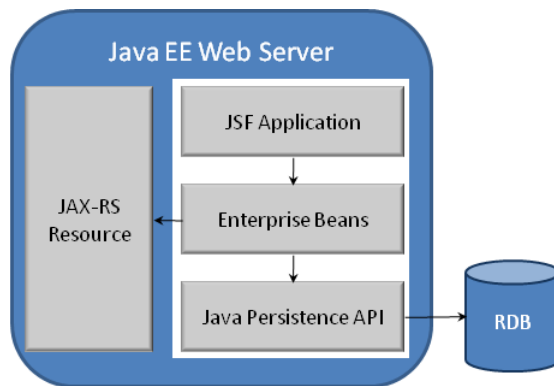 Java EE Web Server
JSF Application
JAX-RS
Resource
Enterprise Beans
Java Persistence API
RDB